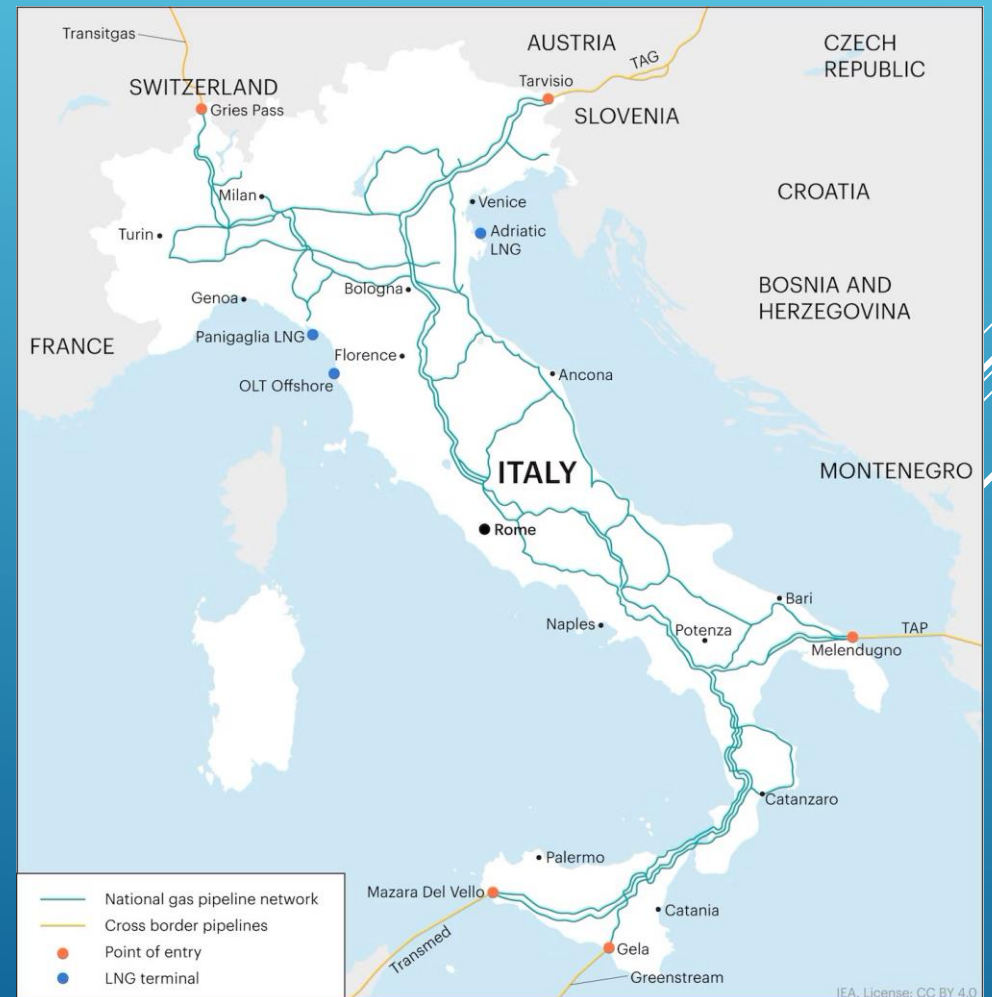 Transitgas
AUSTRIA
CZECH
REPUBLIC
TAG
Tarvisio
SWITZERLAND
Gries Pass
SLOVENIA
Milan
Venice
CROATIA
Turin
Adriatic
LNG
Genoa
Bologna
BOSNIA AND
HERZEGOVINA
FRANCE
Panigaglia LNG
Florence
OLT Offshore
Ancona
ITALY
MONTENEGRO
Rome
Bari
Naples
Potenza
TAP
Melendugno
Catanzaro
Palermo
Mazara Del Vello
Catania
Transmed
Gela
Greenstream
National gas pipeline network
Cross border pipelines
Point of entry
LNG terminal
IEA. License: CC BY 4.0